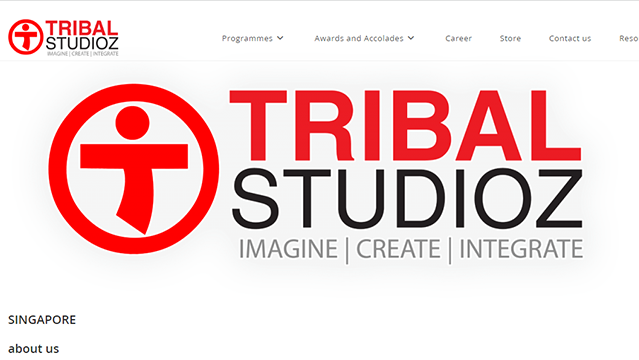 TRIBAL
STUDIOZ
IMAGINE | CREATE | INTEGRATE
Programmes Awards and Accolades Career Store Contact us Reso
TRIBAL
STUDIOZ
IMAGINE | CREATE | INTEGRATE
SINGAPORE
about us